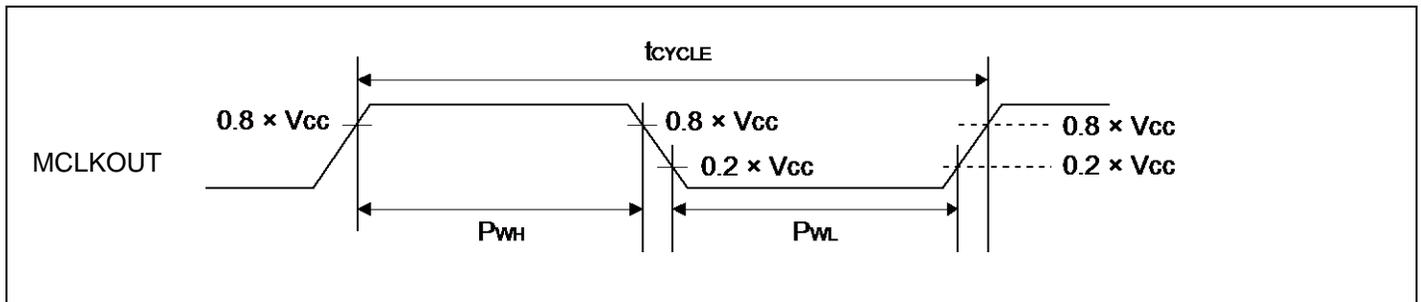 tCYCLE
0.8 × VCC
0.8 × VCC
0.8 × VCC
MCLKOUT
0.2 × VCC
0.2 × VCC
PWH
PWL